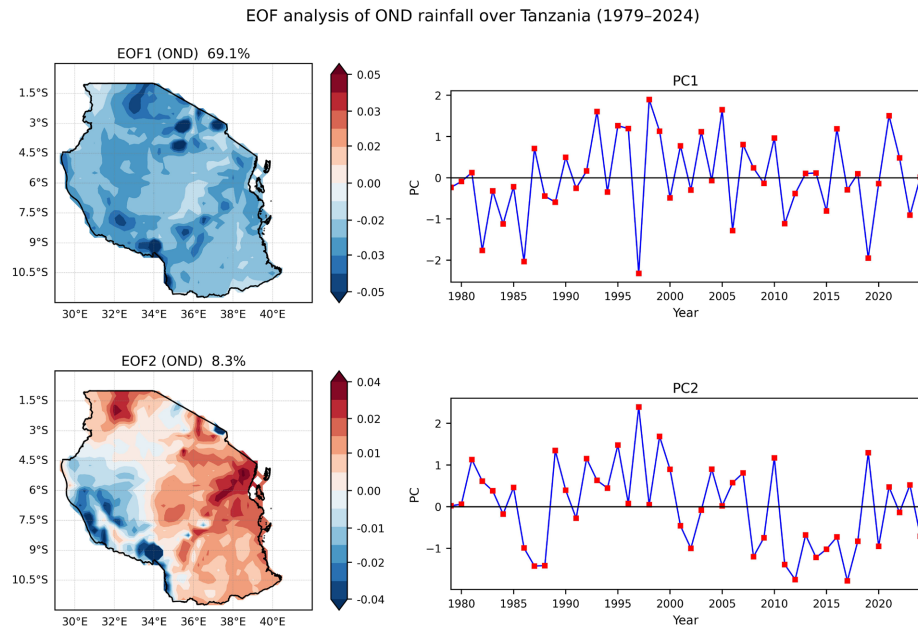 EOF analysis of OND rainfall over Tanzania (1979–2024)
EOF1 (OND)  69.1%
1.5°S
3°S
4.5°S
6°S
7.5°S
9°S
10.5°S
30°E
32°E
34°E
36°E
38°E
40°E
0.05
0.03
0.02
0.00
-0.02
-0.03
-0.05
PC1
PC
2
1
0
−1
−2
1980
1985
1990
1995
2000
2005
2010
2015
2020
Year
EOF2 (OND)  8.3%
1.5°S
3°S
4.5°S
6°S
7.5°S
9°S
10.5°S
30°E
32°E
34°E
36°E
38°E
40°E
0.04
0.02
0.01
0.00
-0.01
-0.02
-0.04
PC2
PC
2
1
0
−1
1980
1985
1990
1995
2000
2005
2010
2015
2020
Year